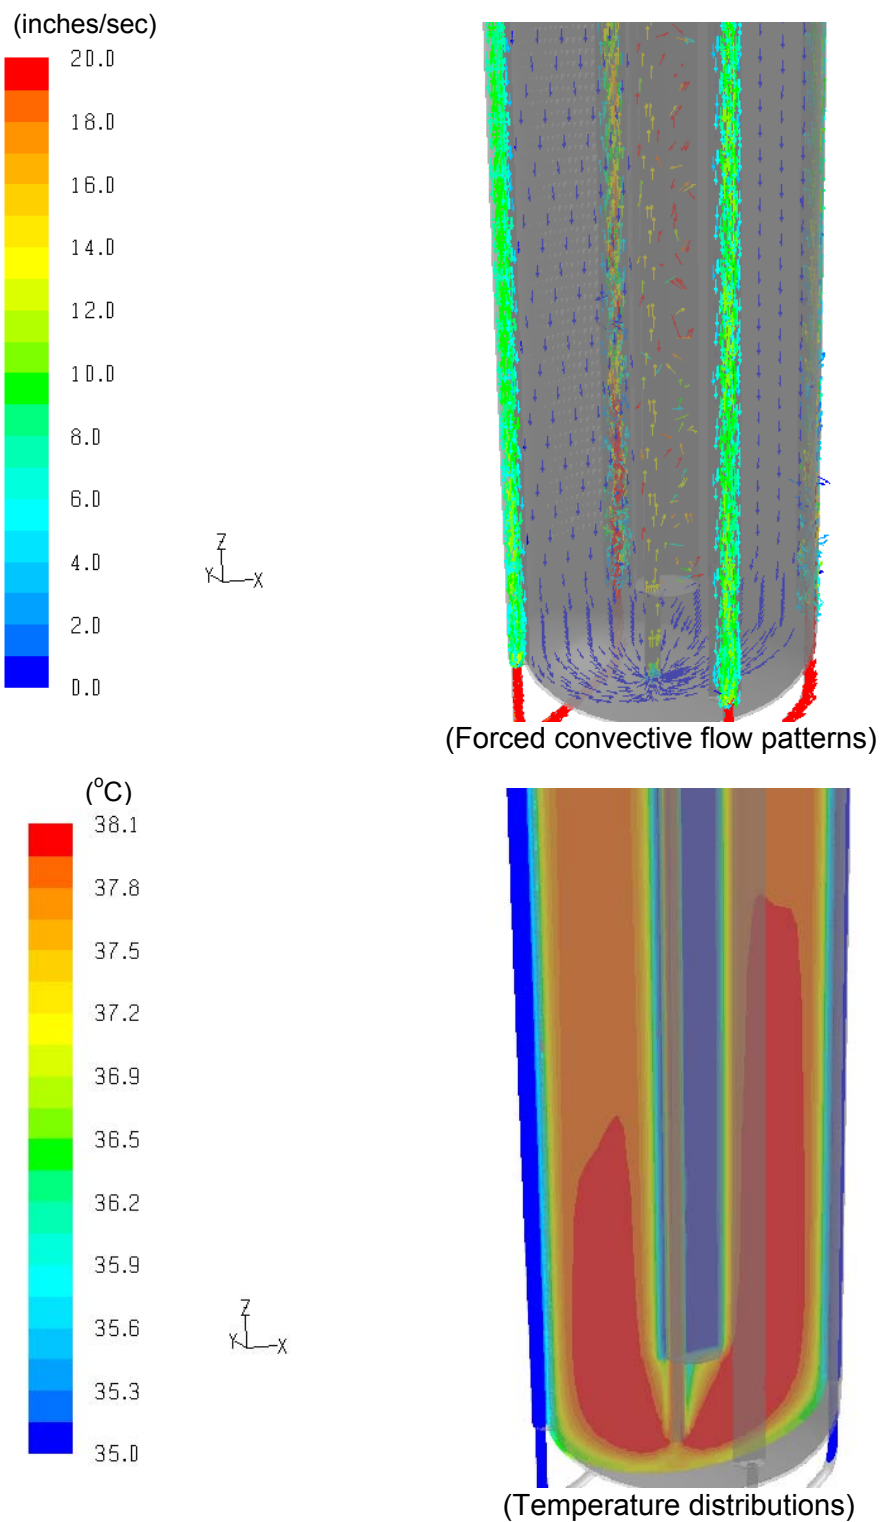 (inches/sec)
20.0
18.0
16.0
14.0
12.0
10.0
8.0
6.0
4.0
2.0
0.0
Z
Y X
(Forced convective flow patterns)
(°C)
38.1
37.8
37.5
37.2
36.9
36.5
36.2
35.9
35.6
35.3
35.0
Z
Y X
(Temperature distributions)